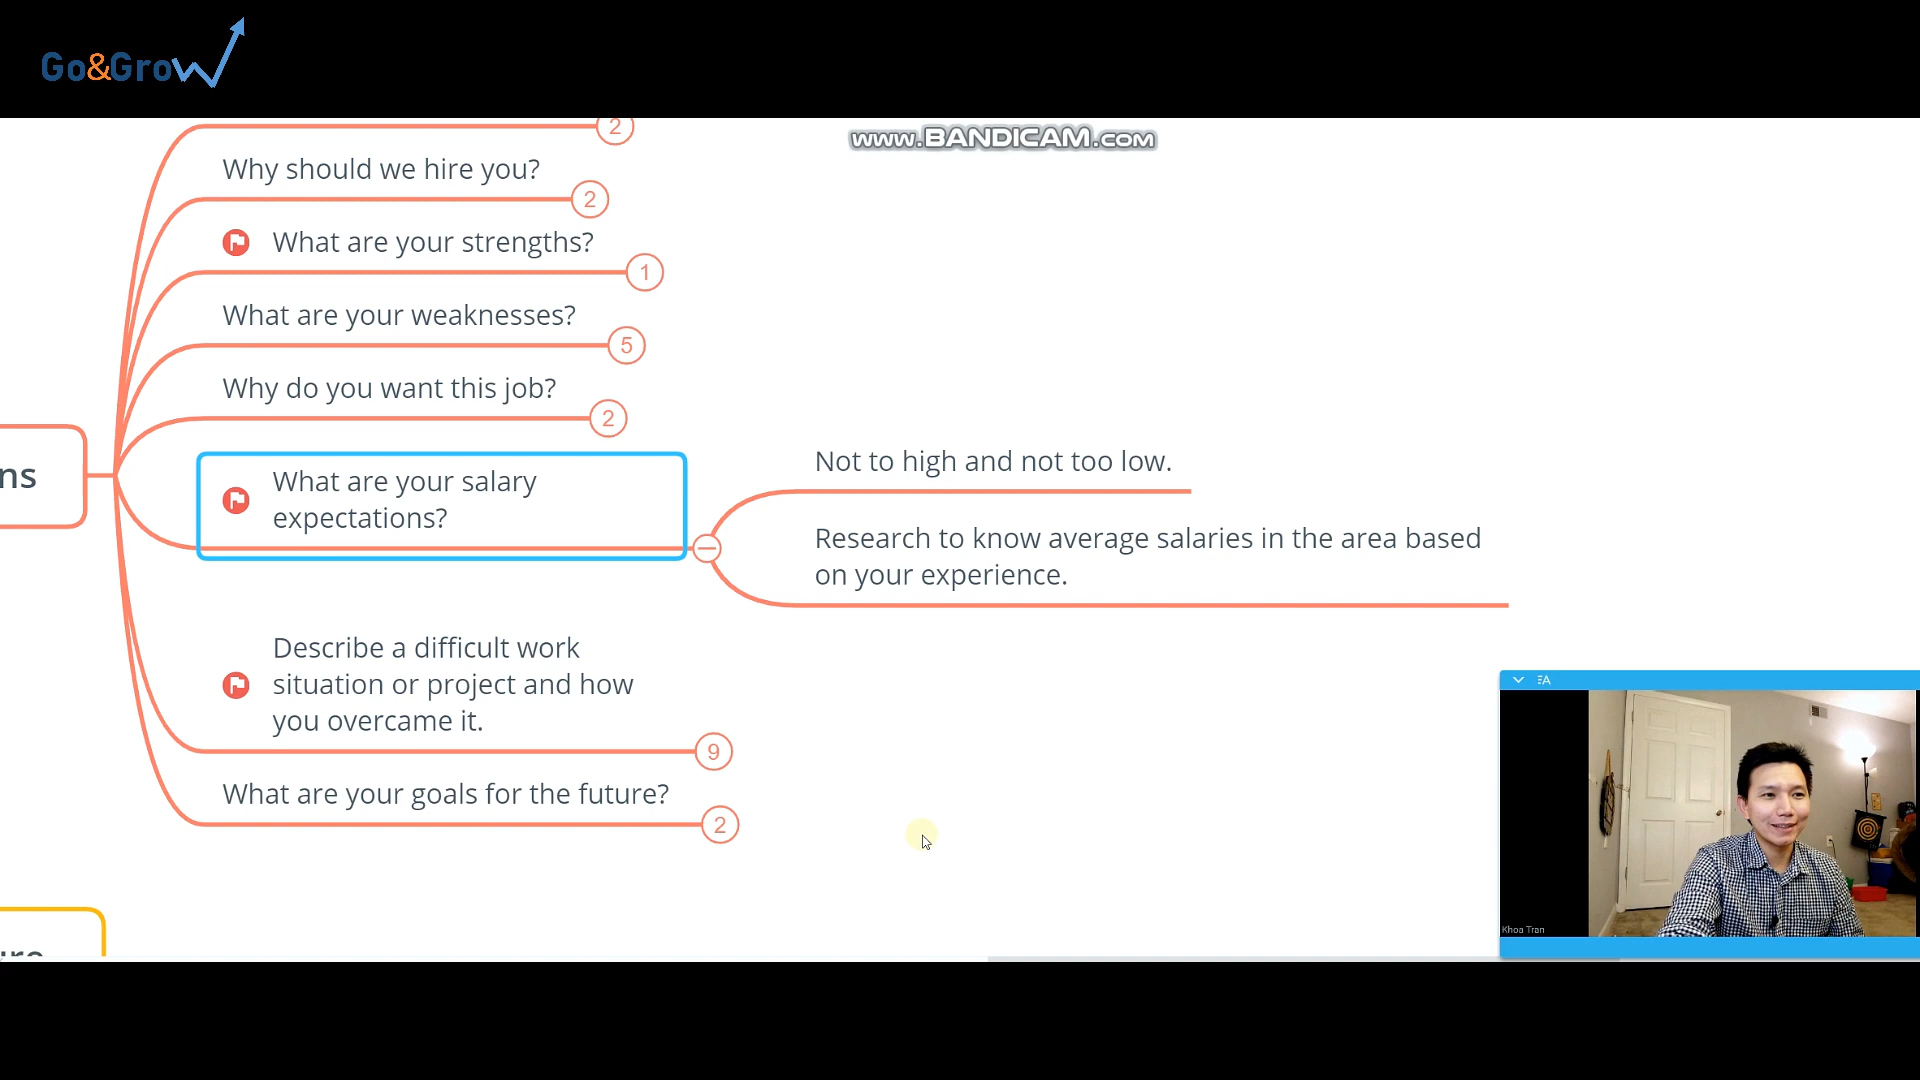 Go&Grow
www.BANDICAM.com
2
Why should we hire you?
2
What are your strengths?
1
What are your weaknesses?
5
Why do you want this job?
2
ns
What are your salary
expectations?
Not to high and not too low.
Research to know average salaries in the area based
on your experience.
Describe a difficult work
situation or project and how
you overcame it.
9
What are your goals for the future?
2
Khoa Tran